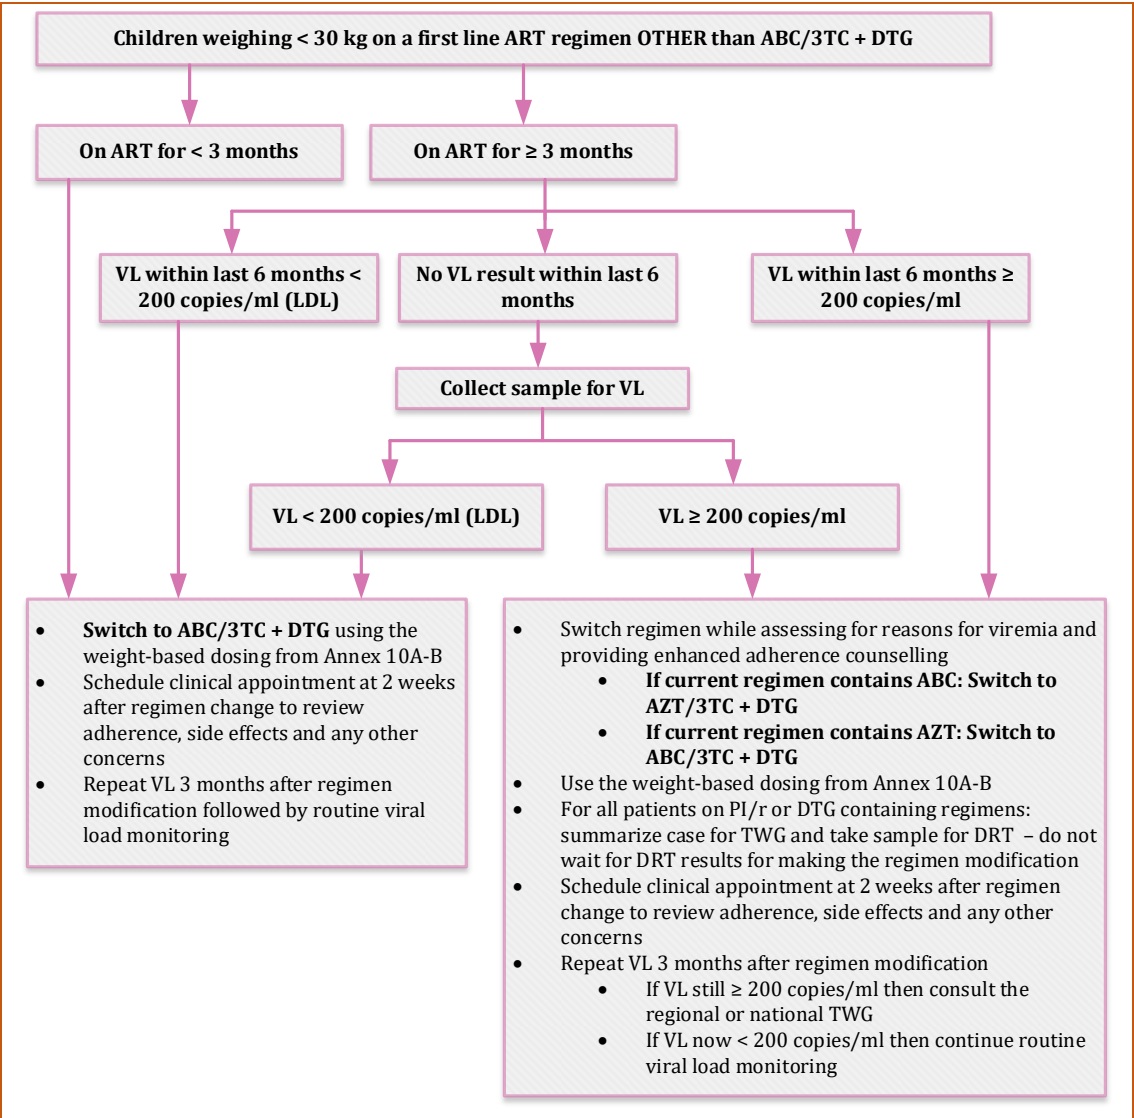 Children weighing < 30 kg on a first line ART regimen OTHER than ABC/3TC + DTG
On ART for < 3 months
On ART for ≥ 3 months
VL within last 6 months <
200 copies/ml (LDL)
No VL result within last 6
months
VL within last 6 months ≥
200 copies/ml
Collect sample for VL
VL < 200 copies/ml (LDL)
VL ≥ 200 copies/ml
• Switch to ABC/3TC + DTG using the
weight-based dosing from Annex 10A-B
• Schedule clinical appointment at 2 weeks
after regimen change to review
adherence, side effects and any other
concerns
• Repeat VL 3 months after regimen
modification followed by routine viral
load monitoring
• Switch regimen while assessing for reasons for viremia and
providing enhanced adherence counselling
• If current regimen contains ABC: Switch to
AZT/3TC + DTG
• If current regimen contains AZT: Switch to
ABC/3TC + DTG
• Use the weight-based dosing from Annex 10A-B
• For all patients on PI/r or DTG containing regimens:
summarize case for TWG and take sample for DRT – do not
wait for DRT results for making the regimen modification
• Schedule clinical appointment at 2 weeks after regimen
change to review adherence, side effects and any other
concerns
• Repeat VL 3 months after regimen modification
• If VL still ≥ 200 copies/ml then consult the
regional or national TWG
• If VL now < 200 copies/ml then continue routine
viral load monitoring